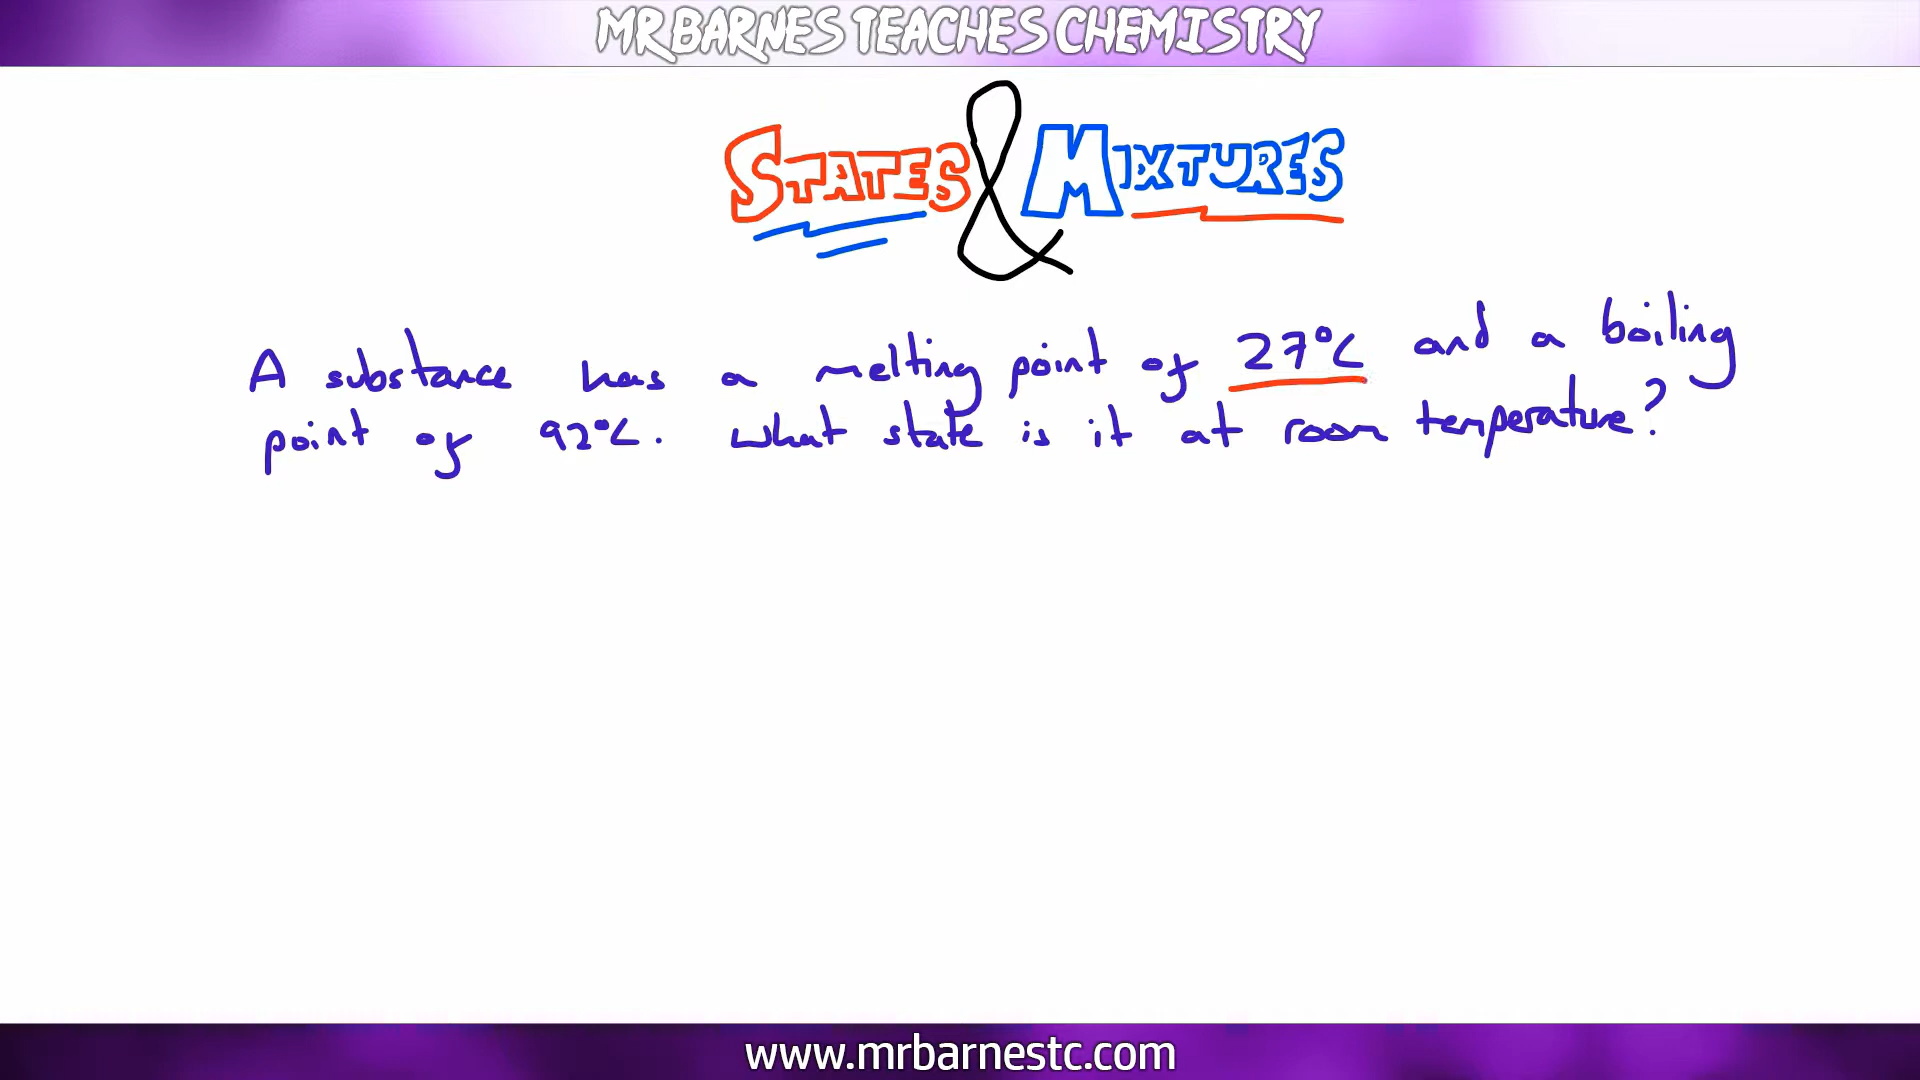 MR BARNES TEACHES CHEMISTRY
STATES & MIXTURES
A substance has a melting point of 27°C and a boiling
point of 92°C. What state is it at room temperature?
www.mrbarnestc.com